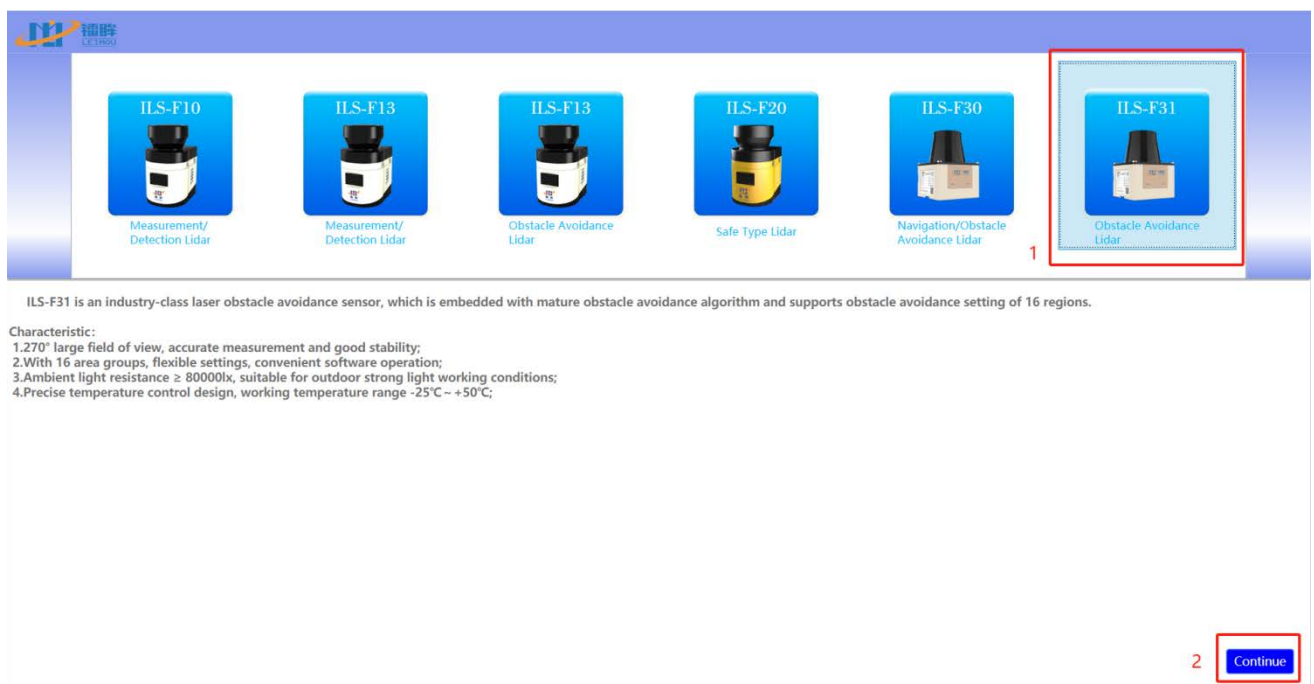 镭眸
LEIMOU
ILS-F10
ILS-F13
ILS-F13
ILS-F20
ILS-F30
ILS-F31
Measurement/
Detection Lidar
Measurement/
Detection Lidar
Obstacle Avoidance
Lidar
Safe Type Lidar
Navigation/Obstacle
Avoidance Lidar
Obstacle Avoidance
Lidar
1
ILS-F31 is an industry-class laser obstacle avoidance sensor, which is embedded with mature obstacle avoidance algorithm and supports obstacle avoidance setting of 16 regions.
Characteristic:
1.270° large field of view, accurate measurement and good stability;
2.With 16 area groups, flexible settings, convenient software operation;
3.Ambient light resistance ≥ 80000lx, suitable for outdoor strong light working conditions;
4.Precise temperature control design, working temperature range -25℃~+50℃;
2
Continue